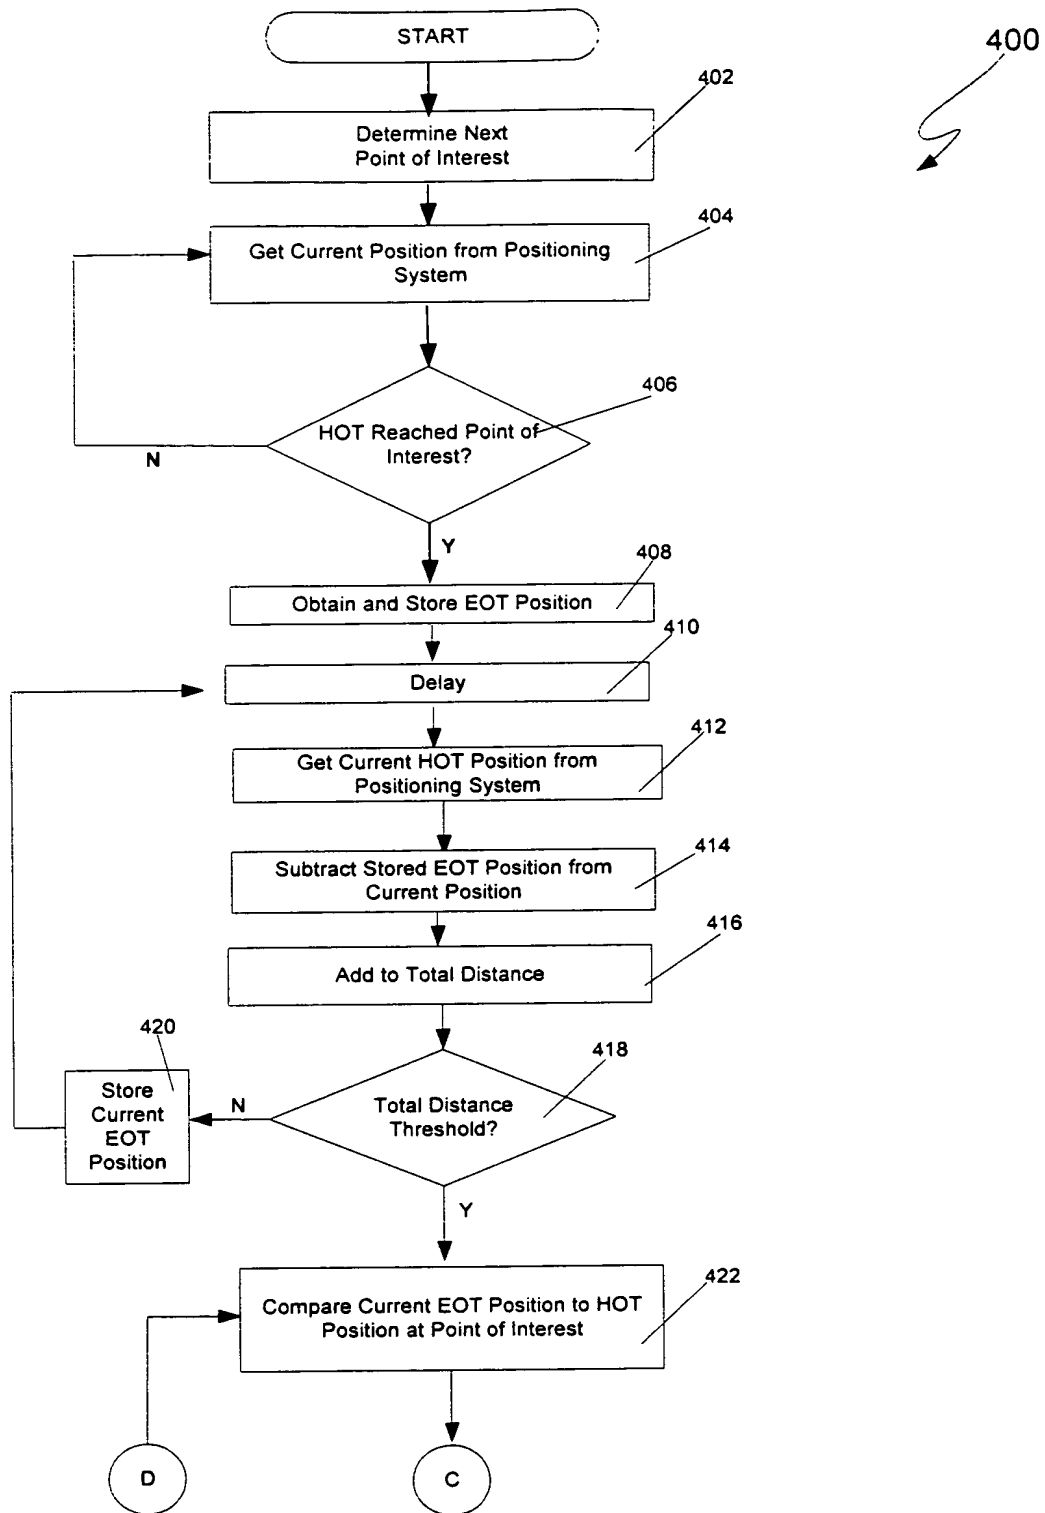 START
400
402
Determine Next
Point of Interest
404
Get Current Position from Positioning
System
406
HOT Reached Point of
Interest?
N
Y
408
Obtain and Store EOT Position
410
Delay
412
Get Current HOT Position from
Positioning System
414
Subtract Stored EOT Position from
Current Position
416
Add to Total Distance
420
418
Store
Current
EOT
Position
N
Total Distance
Threshold?
Y
422
Compare Current EOT Position to HOT
Position at Point of Interest
D
C